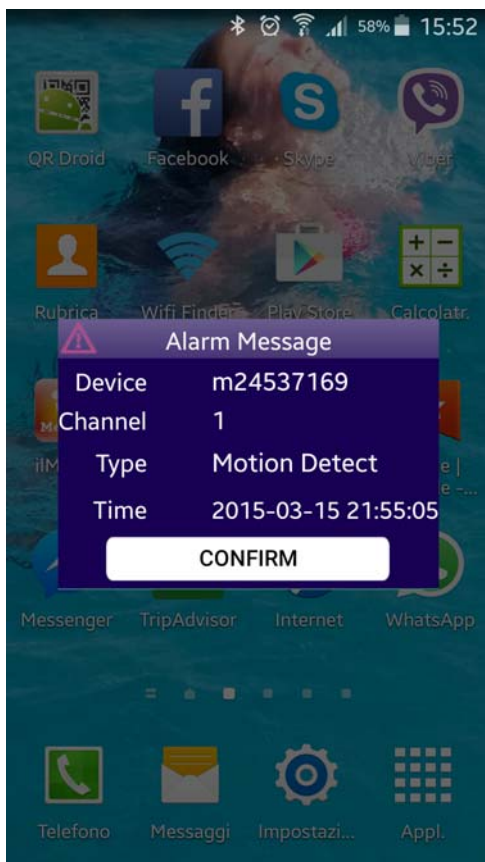 58% 15:52
QR Droid Facebook Skype Viber
Rubrica Wifi Finder Play Store Calcolatr.
Alarm Message
Device m24537169
Channel 1
Type Motion Detect
Time 2015-03-15 21:55:05
CONFIRM
Messenger TripAdvisor Internet WhatsApp
Telefono Messaggi Impostazi... Appl.